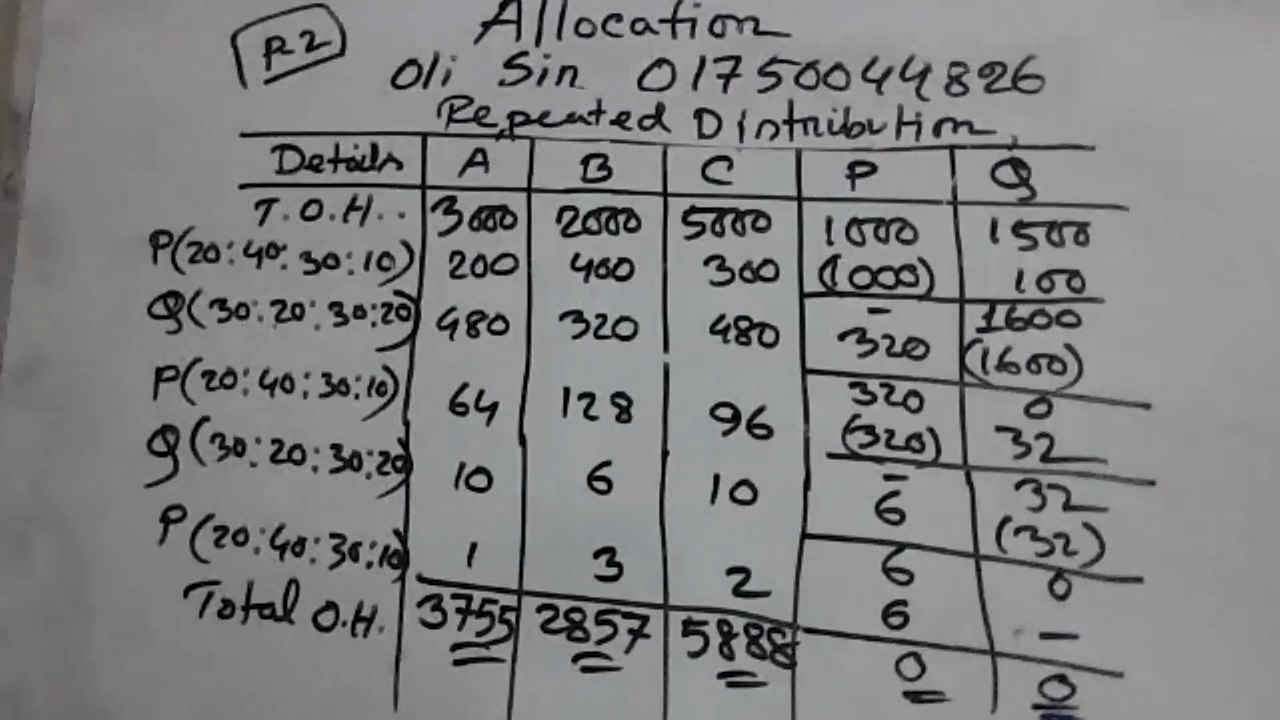 R2
Allocation
Oli Sin 01750044826
Repeated Distribution
Details A B C P Q
T.O.H.. 3000 2000 5000 1000 1500
P(20:40:30:10) 200 400 300 (1000) 100
- 1600
Q(30:20:30:20) 480 320 480 320 (1600)
320 0
P(20:40:30:10) 64 128 96 (320) 32
- 32
Q(30:20:30:20) 10 6 10 6 (32)
6 0
P(20:40:30:10) 1 3 2 6 -
Total O.H. 3755 2857 5888 0 0